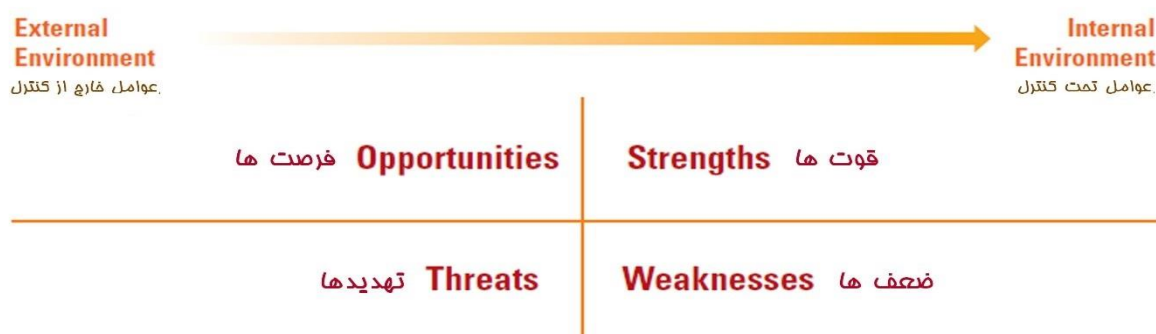 External
Environment
عوامل خارج از کنترل.
Internal
Environment
عوامل تحت کنترل.
فرصت ها Opportunities
Strengths قوت ها
تهدیدها Threats
Weaknesses ضعف ها